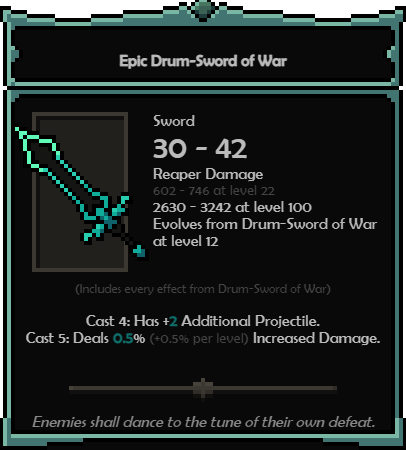 Epic Drum-Sword of War
Sword
30 - 42
Reaper Damage
602 - 746 at level 22
2630 - 3242 at level 100
Evolves from Drum-Sword of War
at level 12
(Includes every effect from Drum-Sword of War)
Cast 4: Has +2 Additional Projectile.
Cast 5: Deals 0.5% (+0.5% per level) Increased Damage.
Enemies shall dance to the tune of their own defeat.